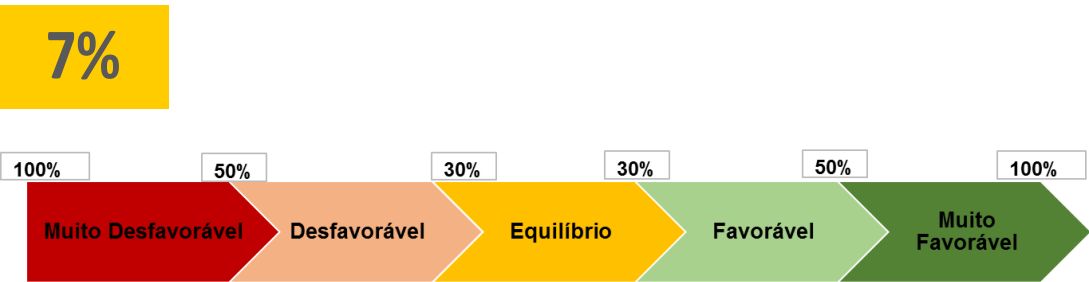 7%
100%
50%
30%
30%
50%
100%
Muito Desfavorável
Desfavorável
Equilíbrio
Favorável
Muito
Favorável